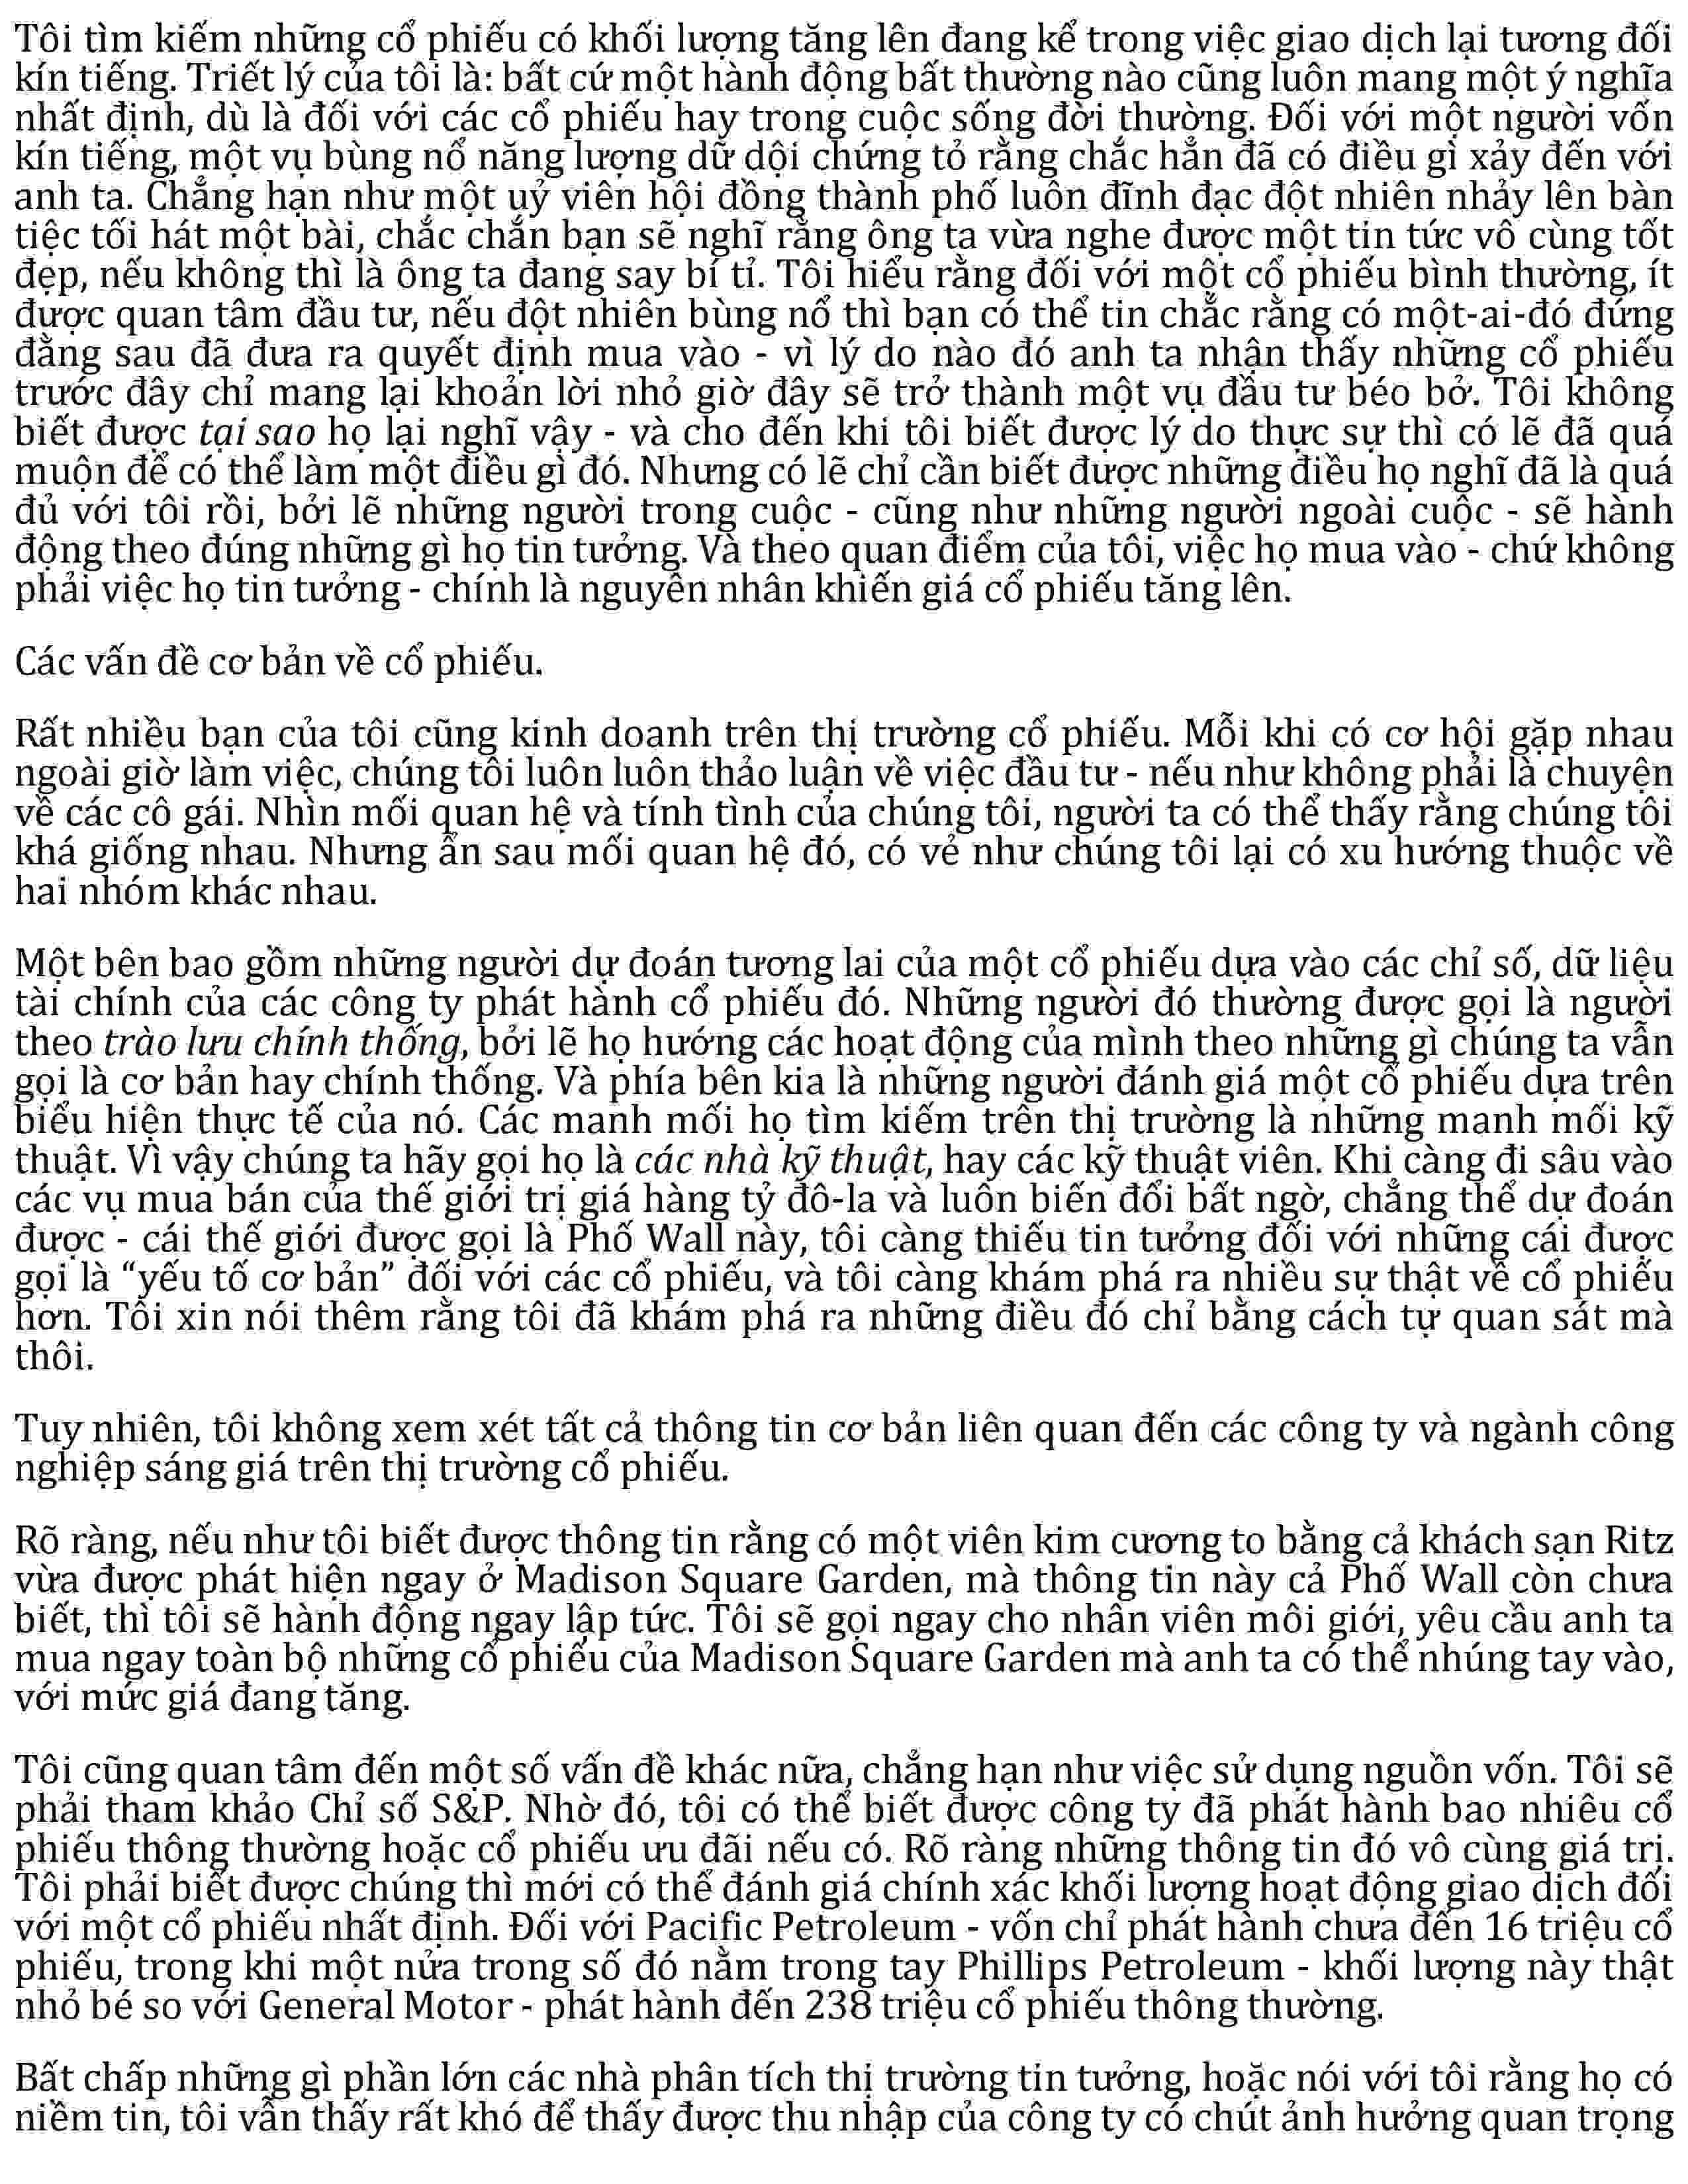 Tôi tìm kiếm những cổ phiếu có khối lượng tăng lên đang kể trong việc giao dịch lại tương đối
kín tiếng. Triết lý của tôi là: bất cứ một hành động bất thường nào cũng luôn mang một ý nghĩa
nhất định, dù là đối với các cổ phiếu hay trong cuộc sống đời thường. Đối với một người vốn
kín tiếng, một vụ bùng nổ năng lượng dữ dội chứng tỏ rằng chắc hẳn đã có điều gì xảy đến với
anh ta. Chẳng hạn như một uỷ viên hội đồng thành phố luôn đĩnh đạc đột nhiên nhảy lên bàn
tiệc tối hát một bài, chắc chắn bạn sẽ nghĩ rằng ông ta vừa nghe được một tin tức vô cùng tốt
đẹp, nếu không thì là ông ta đang say bí tỉ. Tôi hiểu rằng đối với một cổ phiếu bình thường, ít
được quan tâm đầu tư, nếu đột nhiên bùng nổ thì bạn có thể tin chắc rằng có một-ai-đó đứng
đằng sau đã đưa ra quyết định mua vào - vì lý do nào đó anh ta nhận thấy những cổ phiếu
trước đây chỉ mang lại khoản lời nhỏ giờ đây sẽ trở thành một vụ đầu tư béo bở. Tôi không
biết được tại sao họ lại nghĩ vậy - và cho đến khi tôi biết được lý do thực sự thì có lẽ đã quá
muộn để có thể làm một điều gì đó. Nhưng có lẽ chỉ cần biết được những điều họ nghĩ đã là quá
đủ với tôi rồi, bởi lẽ những người trong cuộc - cũng như những người ngoài cuộc - sẽ hành
động theo đúng những gì họ tin tưởng. Và theo quan điểm của tôi, việc họ mua vào - chứ không
phải việc họ tin tưởng - chính là nguyên nhân khiến giá cổ phiếu tăng lên.
Các vấn đề cơ bản về cổ phiếu.
Rất nhiều bạn của tôi cũng kinh doanh trên thị trường cổ phiếu. Mỗi khi có cơ hội gặp nhau
ngoài giờ làm việc, chúng tôi luôn luôn thảo luận về việc đầu tư - nếu như không phải là chuyện
về các cô gái. Nhìn mối quan hệ và tính tình của chúng tôi, người ta có thể thấy rằng chúng tôi
khá giống nhau. Nhưng ẩn sau mối quan hệ đó, có vẻ như chúng tôi lại có xu hướng thuộc về
hai nhóm khác nhau.
Một bên bao gồm những người dự đoán tương lai của một cổ phiếu dựa vào các chỉ số, dữ liệu
tài chính của các công ty phát hành cổ phiếu đó. Những người đó thường được gọi là người
theo trào lưu chính thống, bởi lẽ họ hướng các hoạt động của mình theo những gì chúng ta vẫn
gọi là cơ bản hay chính thống. Và phía bên kia là những người đánh giá một cổ phiếu dựa trên
biểu hiện thực tế của nó. Các manh mối họ tìm kiếm trên thị trường là những manh mối kỹ
thuật. Vì vậy chúng ta hãy gọi họ là các nhà kỹ thuật, hay các kỹ thuật viên. Khi càng đi sâu vào
các vụ mua bán của thế giới trị giá hàng tỷ đô-la và luôn biến đổi bất ngờ, chẳng thể dự đoán
được - cái thế giới được gọi là Phố Wall này, tôi càng thiếu tin tưởng đối với những cái được
gọi là “yếu tố cơ bản” đối với các cổ phiếu, và tôi càng khám phá ra nhiều sự thật về cổ phiếu
hơn. Tôi xin nói thêm rằng tôi đã khám phá ra những điều đó chỉ bằng cách tự quan sát mà
thôi.
Tuy nhiên, tôi không xem xét tất cả thông tin cơ bản liên quan đến các công ty và ngành công
nghiệp sáng giá trên thị trường cổ phiếu.
Rõ ràng, nếu như tôi biết được thông tin rằng có một viên kim cương to bằng cả khách sạn Ritz
vừa được phát hiện ngay ở Madison Square Garden, mà thông tin này cả Phố Wall còn chưa
biết, thì tôi sẽ hành động ngay lập tức. Tôi sẽ gọi ngay cho nhân viên môi giới, yêu cầu anh ta
mua ngay toàn bộ những cổ phiếu của Madison Square Garden mà anh ta có thể nhúng tay vào,
với mức giá đang tăng.
Tôi cũng quan tâm đến một số vấn đề khác nữa, chẳng hạn như việc sử dụng nguồn vốn. Tôi sẽ
phải tham khảo Chỉ số S&P. Nhờ đó, tôi có thể biết được công ty đã phát hành bao nhiêu cổ
phiếu thông thường hoặc cổ phiếu ưu đãi nếu có. Rõ ràng những thông tin đó vô cùng giá trị.
Tôi phải biết được chúng thì mới có thể đánh giá chính xác khối lượng hoạt động giao dịch đối
với một cổ phiếu nhất định. Đối với Pacific Petroleum - vốn chỉ phát hành chưa đến 16 triệu cổ
phiếu, trong khi một nửa trong số đó nằm trong tay Phillips Petroleum - khối lượng này thật
nhỏ bé so với General Motor - phát hành đến 238 triệu cổ phiếu thông thường.
Bất chấp những gì phần lớn các nhà phân tích thị trường tin tưởng, hoặc nói với tôi rằng họ có
niềm tin, tôi vẫn thấy rất khó để thấy được thu nhập của công ty có chút ảnh hưởng quan trọng